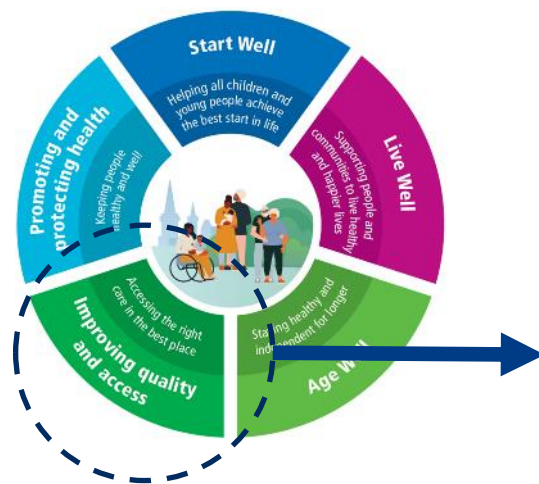 Start Well
Helping all children and
young people achieve
the best start in life
Live Well
Supporting people and
communities to live healthy
and happier lives
Age Well
Staying healthy and
independent for longer
Improving quality
and access
Accessing the right
care in the best place
Promoting and
protecting health
Keeping people
healthy and well